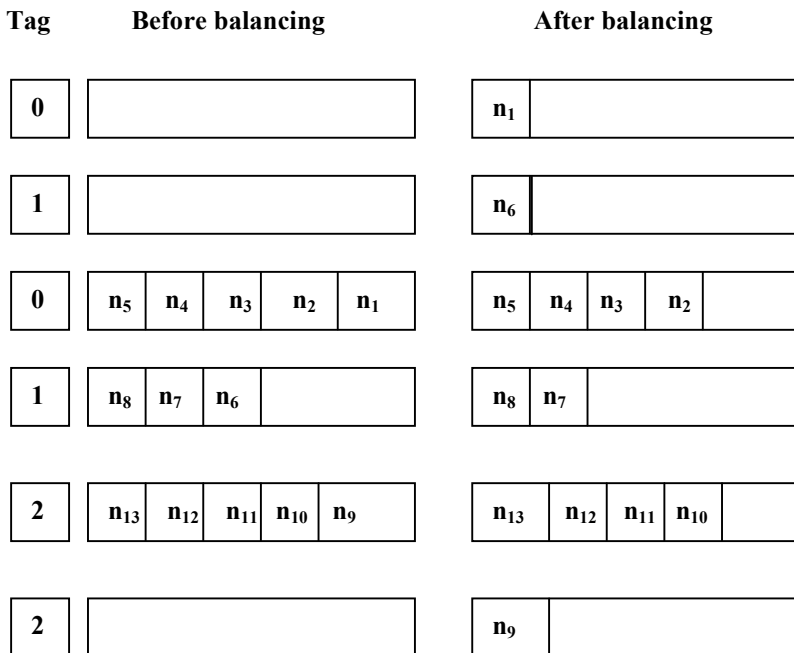 Tag Before balancing After balancing
0 n₁
1 n₆
0 n₅ n₄ n₃ n₂ n₁ n₅ n₄ n₃ n₂
1 n₈ n₇ n₆ n₈ n₇
2 n₁₃ n₁₂ n₁₁ n₁₀ n₉ n₁₃ n₁₂ n₁₁ n₁₀
2 n₉